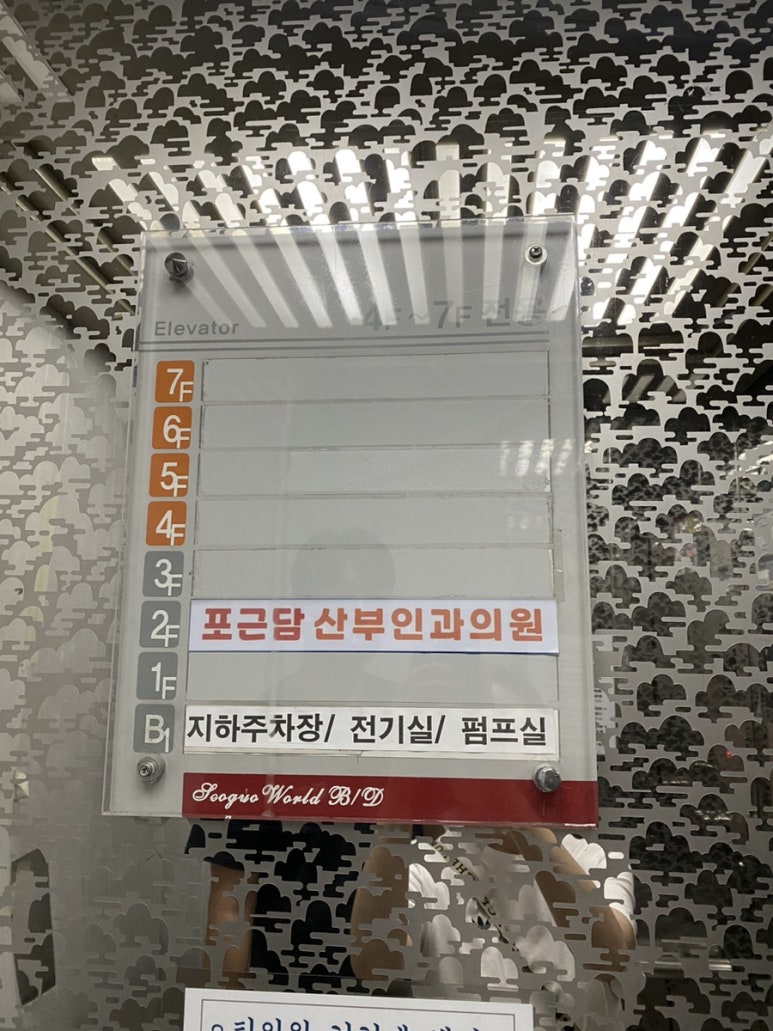 Elevator 4F~7F 전용
7F
6F
5F
4F
3F
2F 포근담 산부인과의원
1F
B1 지하주차장/ 전기실/ 펌프실
Seoguo World B/D